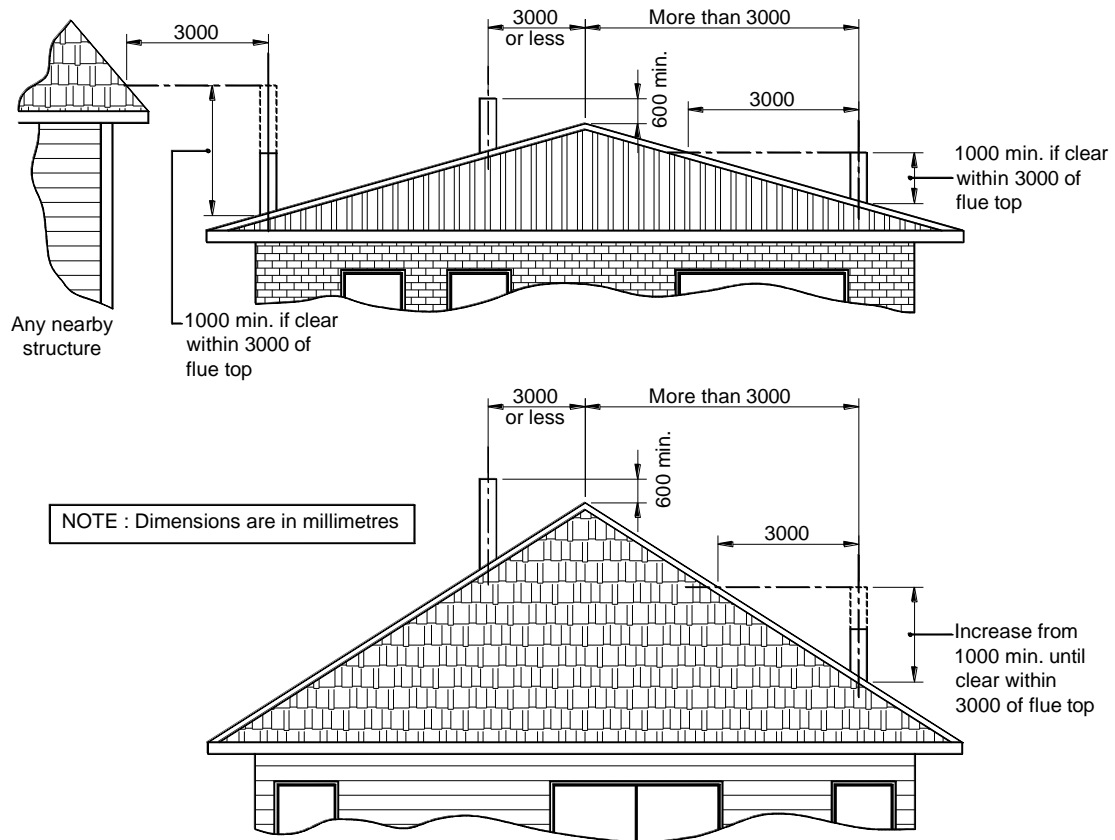 3000
3000
or less
More than 3000
600 min.
3000
1000 min. if clear
within 3000 of
flue top
Any nearby
structure
1000 min. if clear
within 3000 of
flue top
3000
or less
More than 3000
600 min.
NOTE : Dimensions are in millimetres
3000
Increase from
1000 min. until
clear within
3000 of flue top